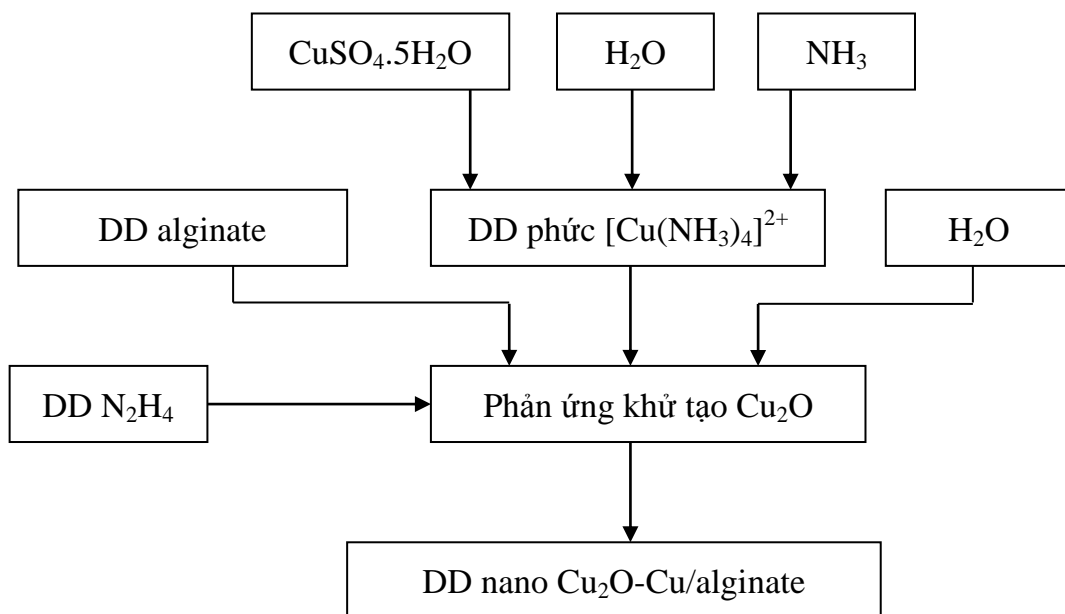 CuSO₄.5H₂O
H₂O
NH₃
DD alginate
DD phức [Cu(NH₃)₄]²⁺
H₂O
DD N₂H₄
Phản ứng khử tạo Cu₂O
DD nano Cu₂O-Cu/alginate